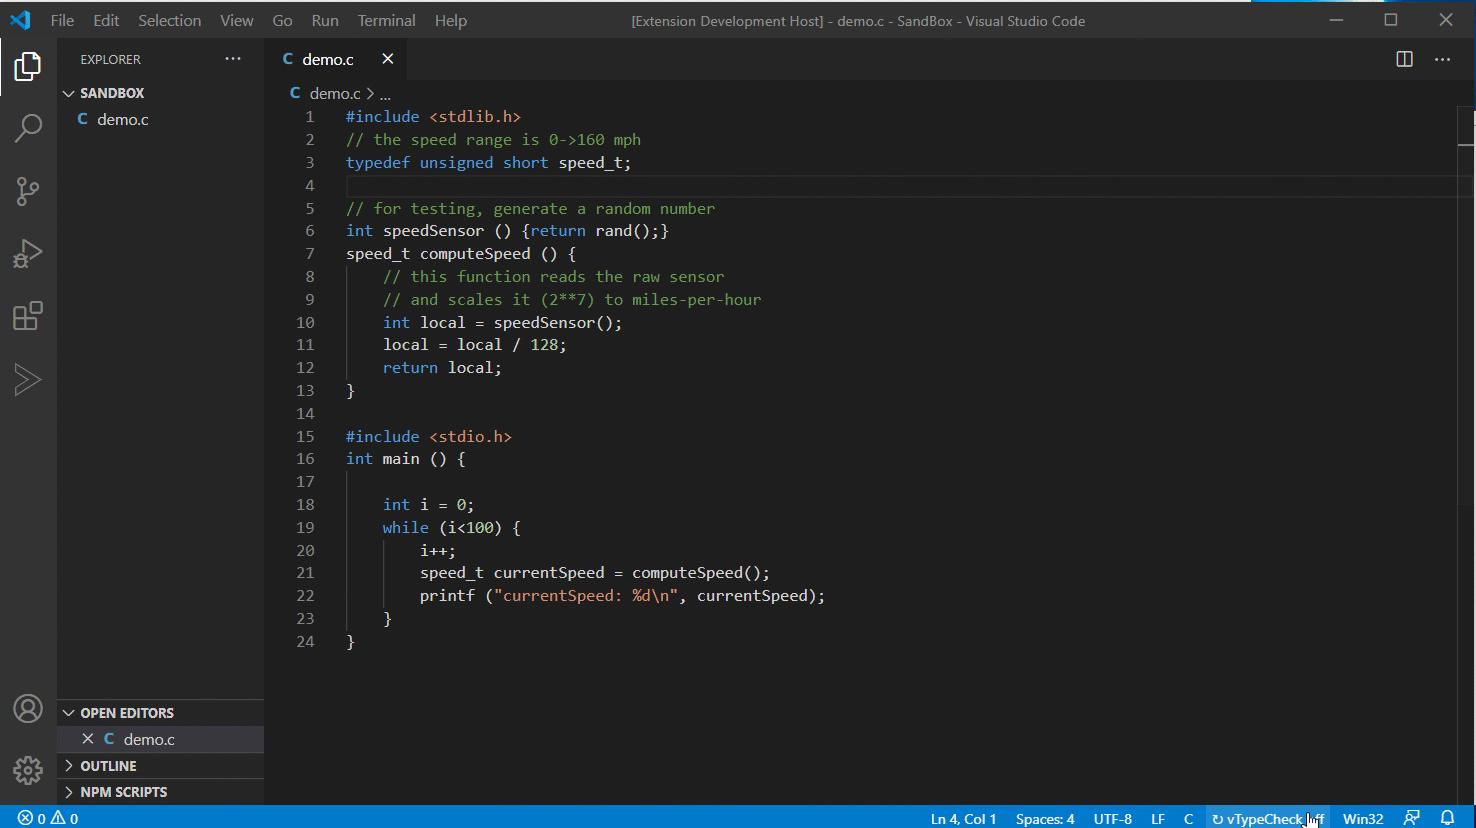 File Edit Selection View Go Run Terminal Help [Extension Development Host] - demo.c - SandBox - Visual Studio Code
EXPLORER
SANDBOX
C demo.c
C demo.c
C demo.c > ...
1 #include <stdlib.h>
2 // the speed range is 0->160 mph
3 typedef unsigned short speed_t;
4
5 // for testing, generate a random number
6 int speedSensor () {return rand();}
7 speed_t computeSpeed () {
8     // this function reads the raw sensor
9     // and scales it (2**7) to miles-per-hour
10     int local = speedSensor();
11     local = local / 128;
12     return local;
13 }
14
15 #include <stdio.h>
16 int main () {
17
18     int i = 0;
19     while (i<100) {
20         i++;
21         speed_t currentSpeed = computeSpeed();
22         printf ("currentSpeed: %d\n", currentSpeed);
23     }
24 }
OPEN EDITORS
C demo.c
OUTLINE
NPM SCRIPTS
0 0 Ln 4, Col 1 Spaces: 4 UTF-8 LF C vTypeCheck Win32